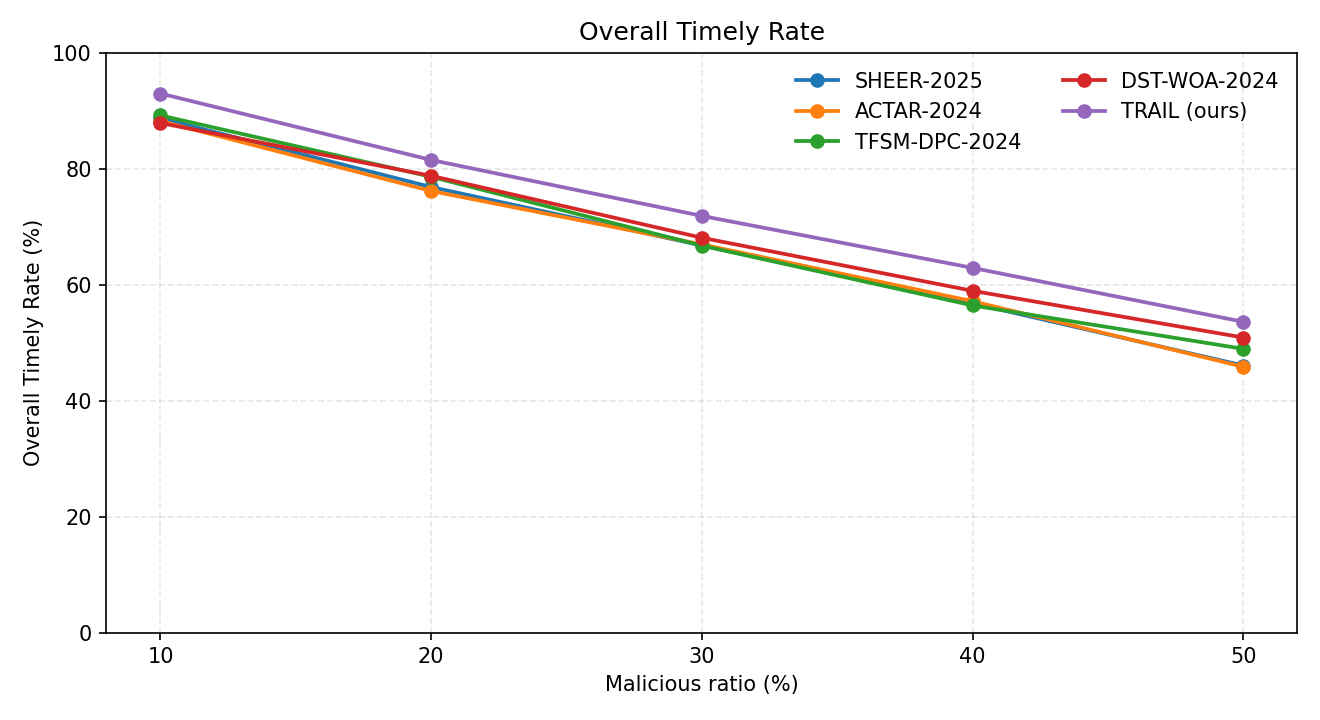 Overall Timely Rate
Overall Timely Rate (%)
100
80
60
40
20
0
SHEER-2025
ACTAR-2024
TFSM-DPC-2024
DST-WOA-2024
TRAIL (ours)
10
20
30
40
50
Malicious ratio (%)